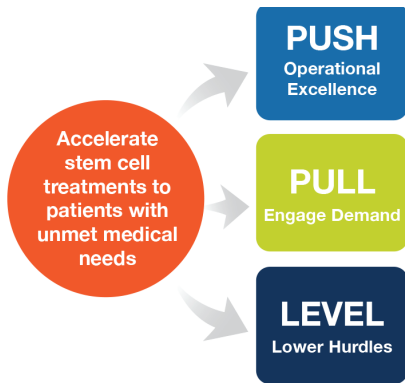 Accelerate
stem cell
treatments to
patients with
unmet medical
needs
PUSH
Operational
Excellence
PULL
Engage Demand
LEVEL
Lower Hurdles